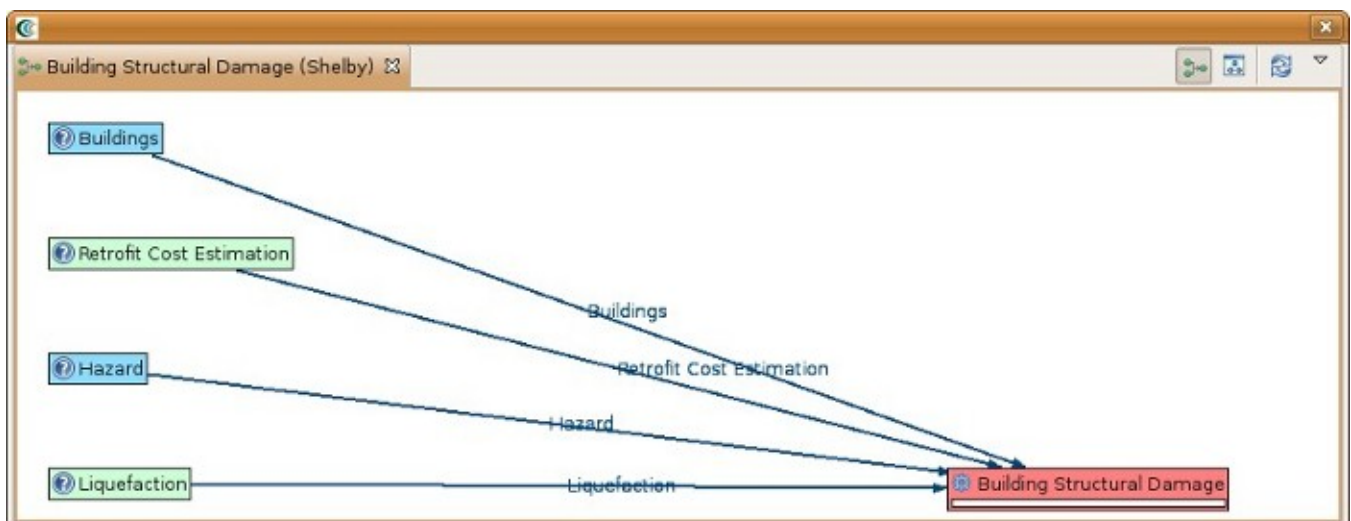 Building Structural Damage (Shelby)
Buildings
Retrofit Cost Estimation
Buildings
Hazard
Retrofit Cost Estimation
Hazard
Liquefaction
Liquefaction
Building Structural Damage